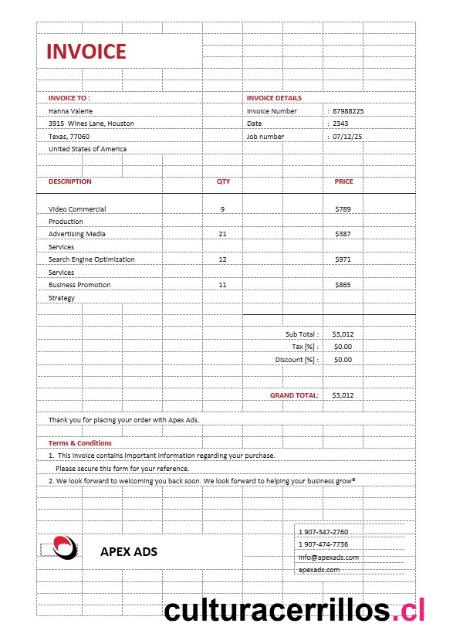 INVOICE
INVOICE TO :
INVOICE DETAILS
Hanna Valerie
Invoice Number : 87988225
3915 Wines Lane, Houston
Date : 2343
Texas, 77060
Job number : 07/12/25
United States of America
DESCRIPTION QTY PRICE
Video Commercial 9 $789
Production
Advertising Media 21 $387
Services
Search Engine Optimization 12 $971
Services
Business Promotion 11 $865
Strategy
Sub Total : $3,012
Tax (%) : $0.00
Discount (%) : $0.00
GRAND TOTAL: $3,012
Thank you for placing your order with Apex Ads.
Terms & Conditions
1. This invoice contains important information regarding your purchase.
Please secure this form for your reference.
2. We look forward to welcoming you back soon. We look forward to helping your business grow®
APEX ADS
1 907-347-2760
1 907-474-7736
info@apexads.com
apexads.com
culturacerrillos.cl